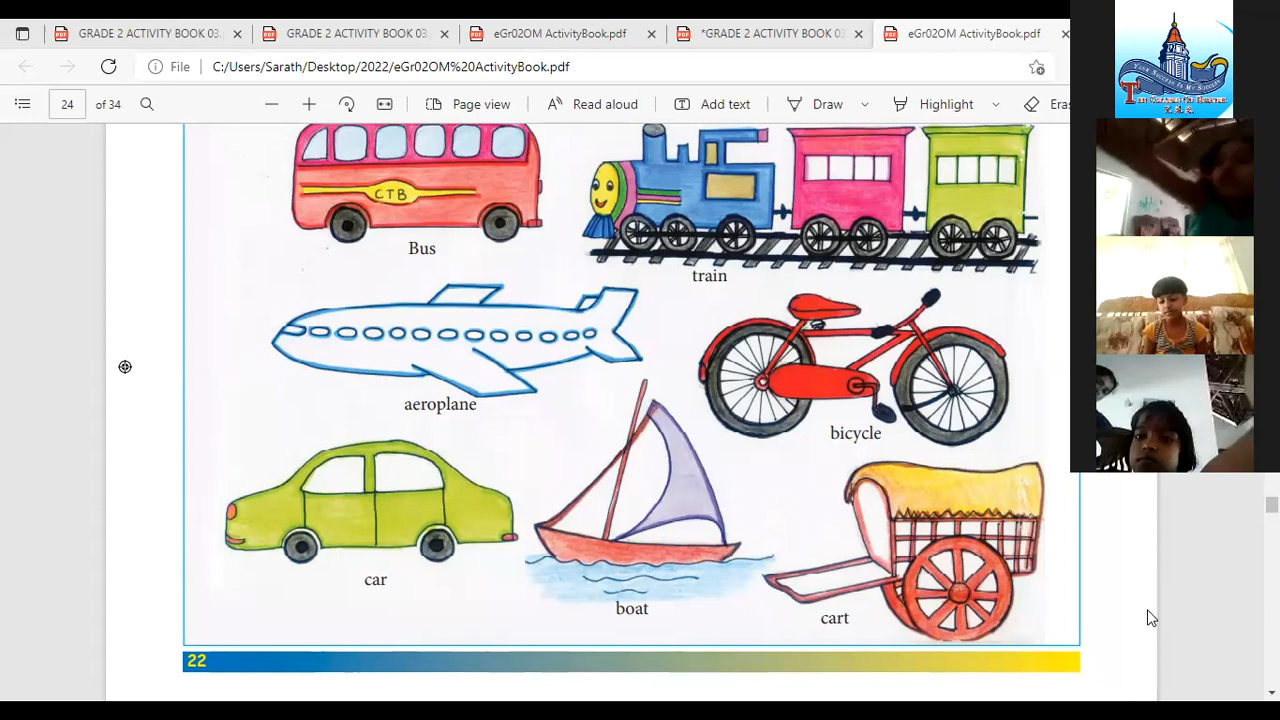 GRADE 2 ACTIVITY BOOK 03.
GRADE 2 ACTIVITY BOOK 03.
eGr02OM ActivityBook.pdf
*GRADE 2 ACTIVITY BOOK 03
eGr02OM ActivityBook.pdf
File C:/Users/Sarath/Desktop/2022/eGr02OM%20ActivityBook.pdf
24 of 34 Page view Read aloud Add text Draw Highlight Eras
CTB
Bus
train
aeroplane
bicycle
car
boat
cart
22